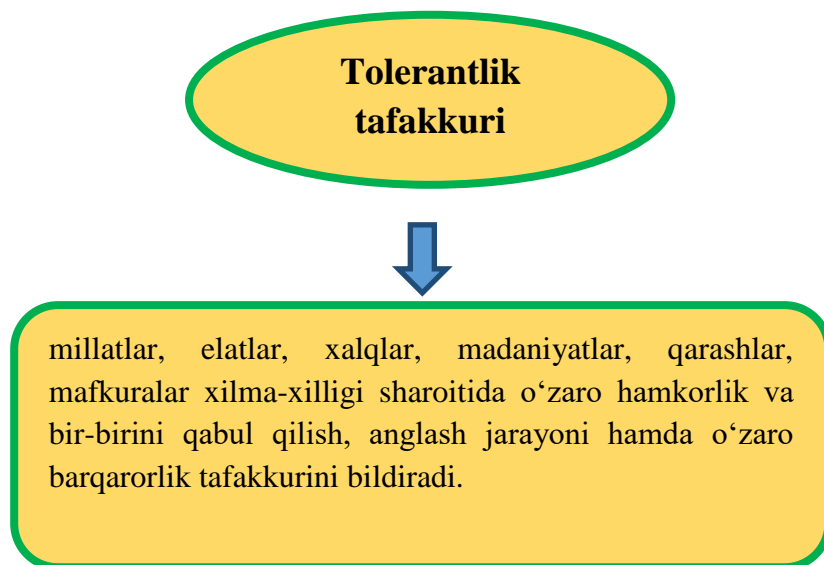 Tolerantlik
tafakkuri
millatlar, elatlar, xalqlar, madaniyatlar, qarashlar,
mafkuralar xilma-xilligi sharoitida o‘zaro hamkorlik va
bir-birini qabul qilish, anglash jarayoni hamda o‘zaro
barqarorlik tafakkurini bildiradi.